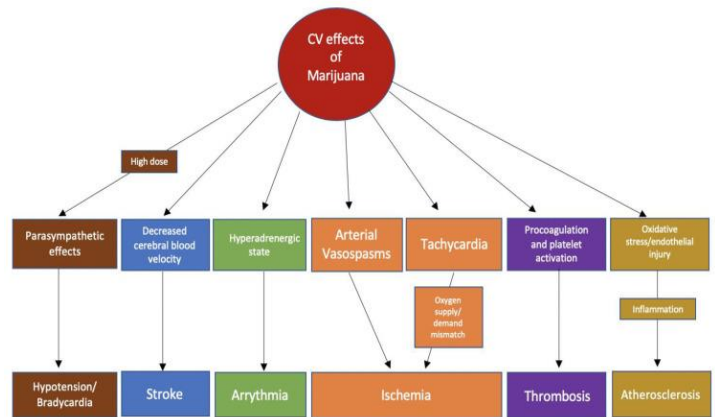 CV effects
of
Marijuana
High dose
Parasympathetic
effects
Decreased
cerebral blood
velocity
Hyperadrenergic
state
Arterial
Vasospasms
Tachycardia
Procoagulation
and platelet
activation
Oxidative
stress/endothelial
injury
Oxygen
supply/
demand
mismatch
Inflammation
Hypotension/
Bradycardia
Stroke
Arrythmia
Ischemia
Thrombosis
Atherosclerosis